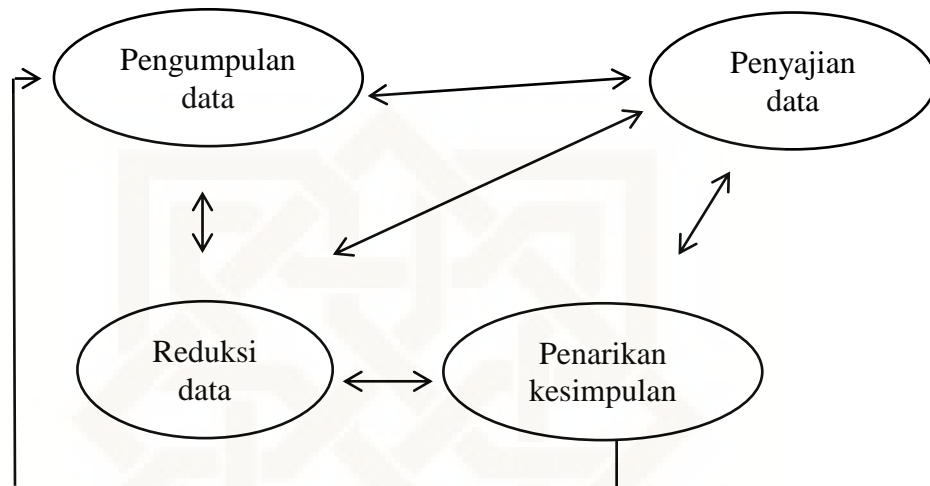 Pengumpulan
data
Penyajian
data
Reduksi
data
Penarikan
kesimpulan